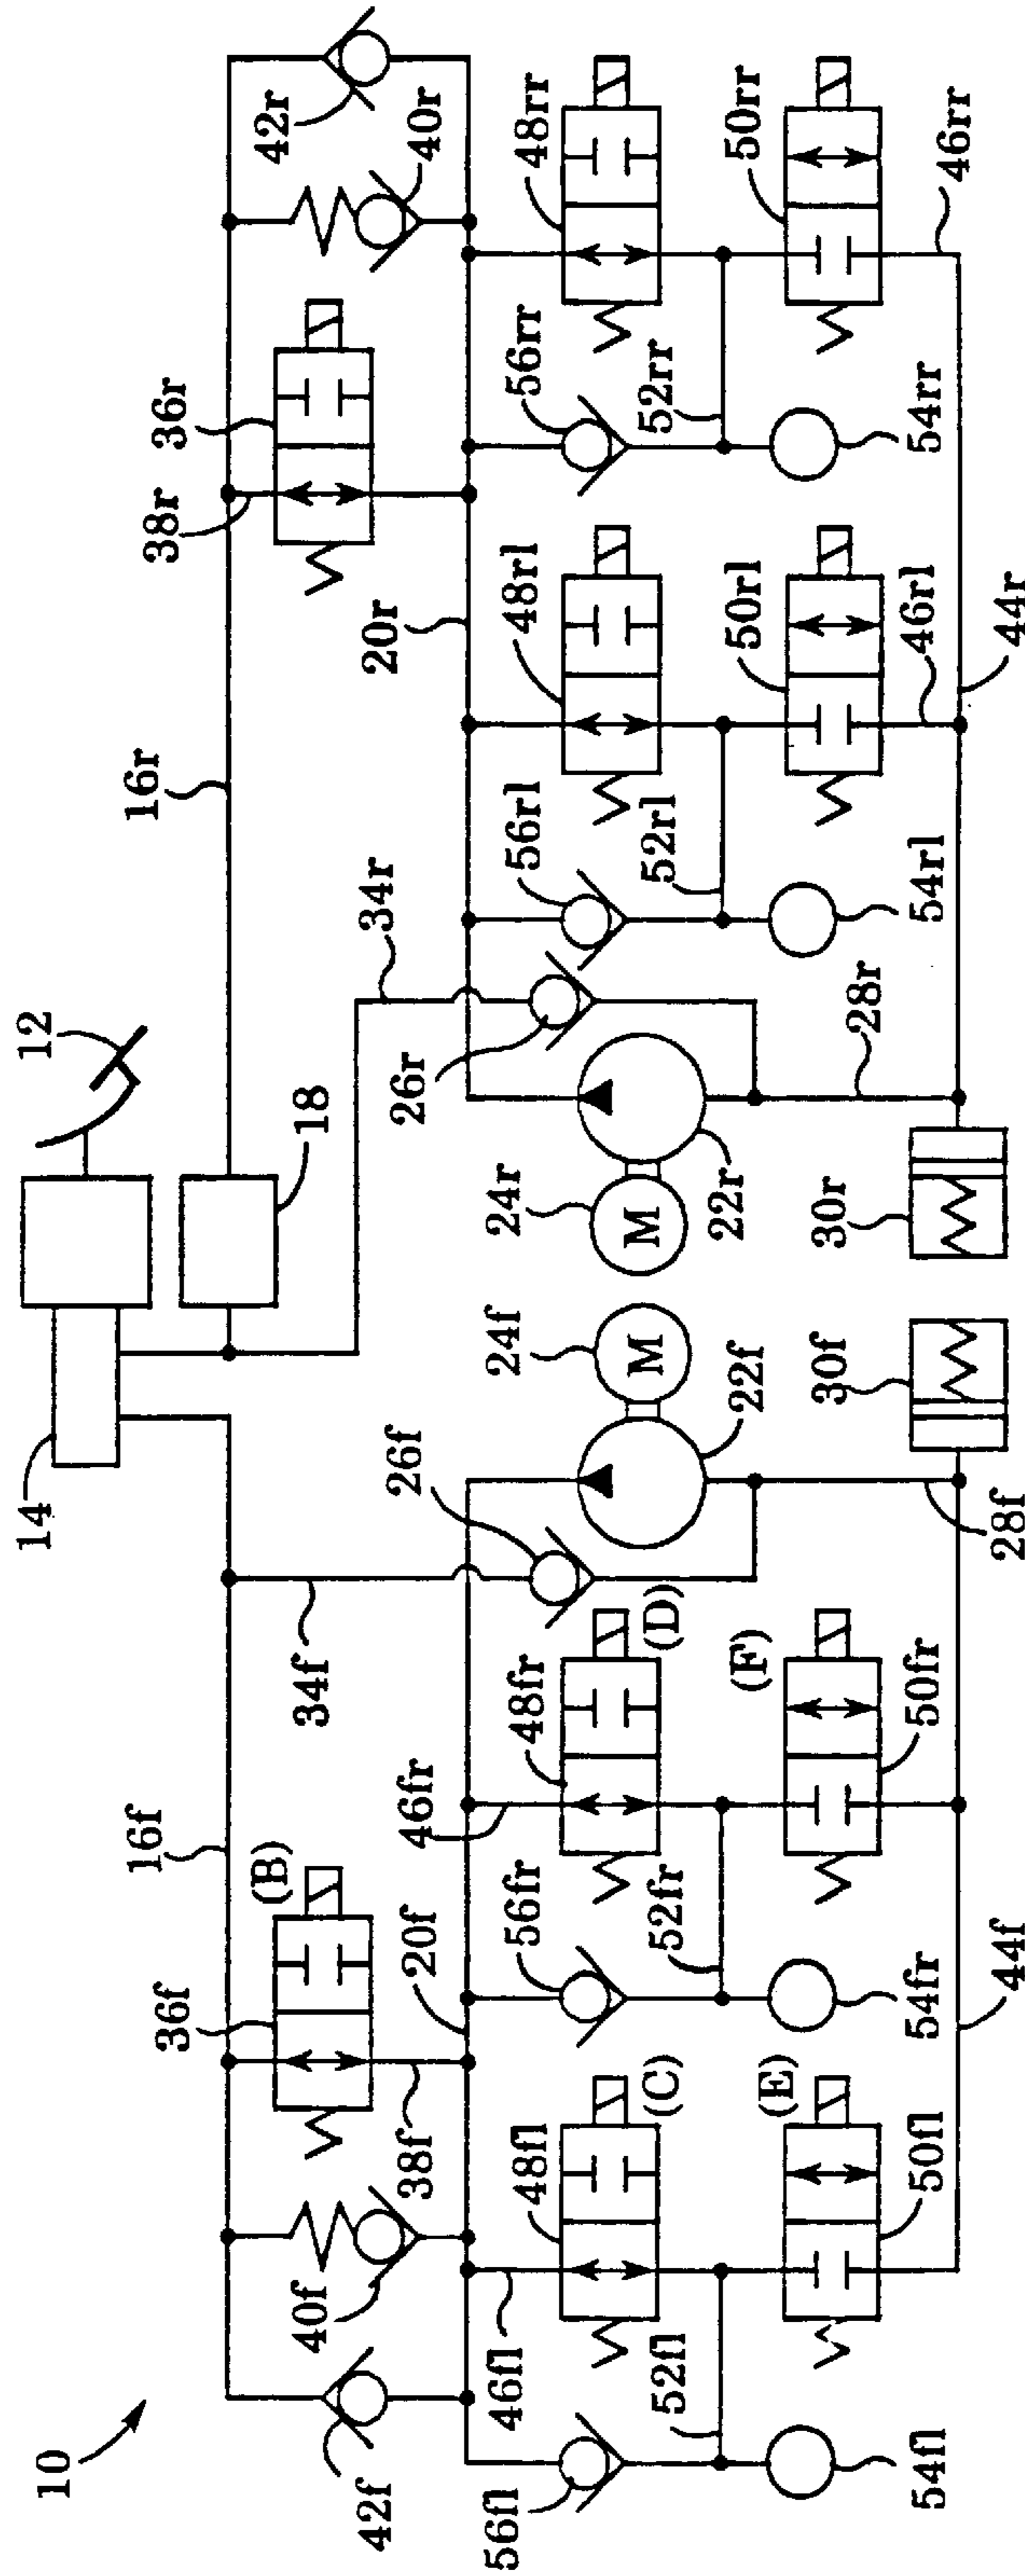 10
14
12
18
16f
16r
34f
34r
36f
(B)
36r
38f
38r
40f
40r
42f
42r
20f
20r
26f
26r
24f
24r
M
M
22f
22r
28f
28r
30f
30r
46fl
46fr
48fl
(C)
48fr
(D)
48rl
48rr
56fl
56fr
56rl
56rr
52fl
52fr
52rl
52rr
(E)
50fl
(F)
50fr
50rl
50rr
46rl
46rr
54fl
54fr
54rl
54rr
44f
44r